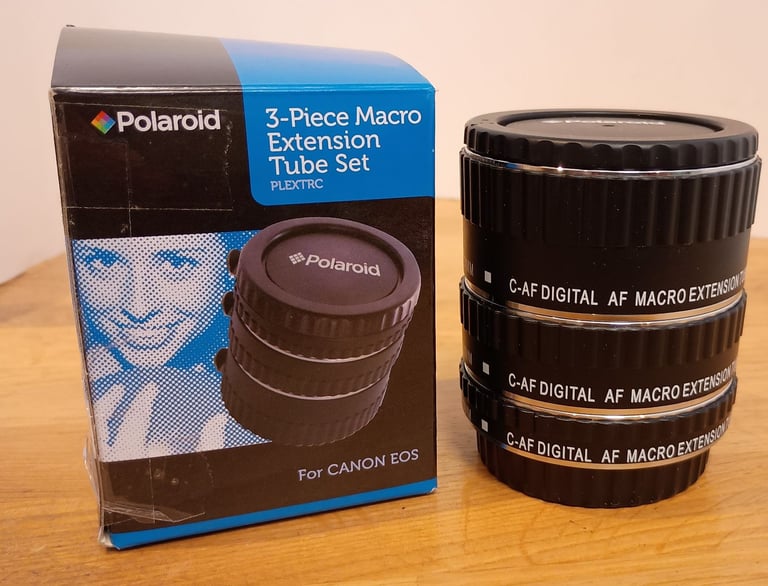 Polaroid
3-Piece Macro
Extension
Tube Set
PLEXTRC
Polaroid
For CANON EOS
C-AF DIGITAL AF MACRO EXTENSION
C-AF DIGITAL AF MACRO EXTENSION
C-AF DIGITAL AF MACRO EXTENSION